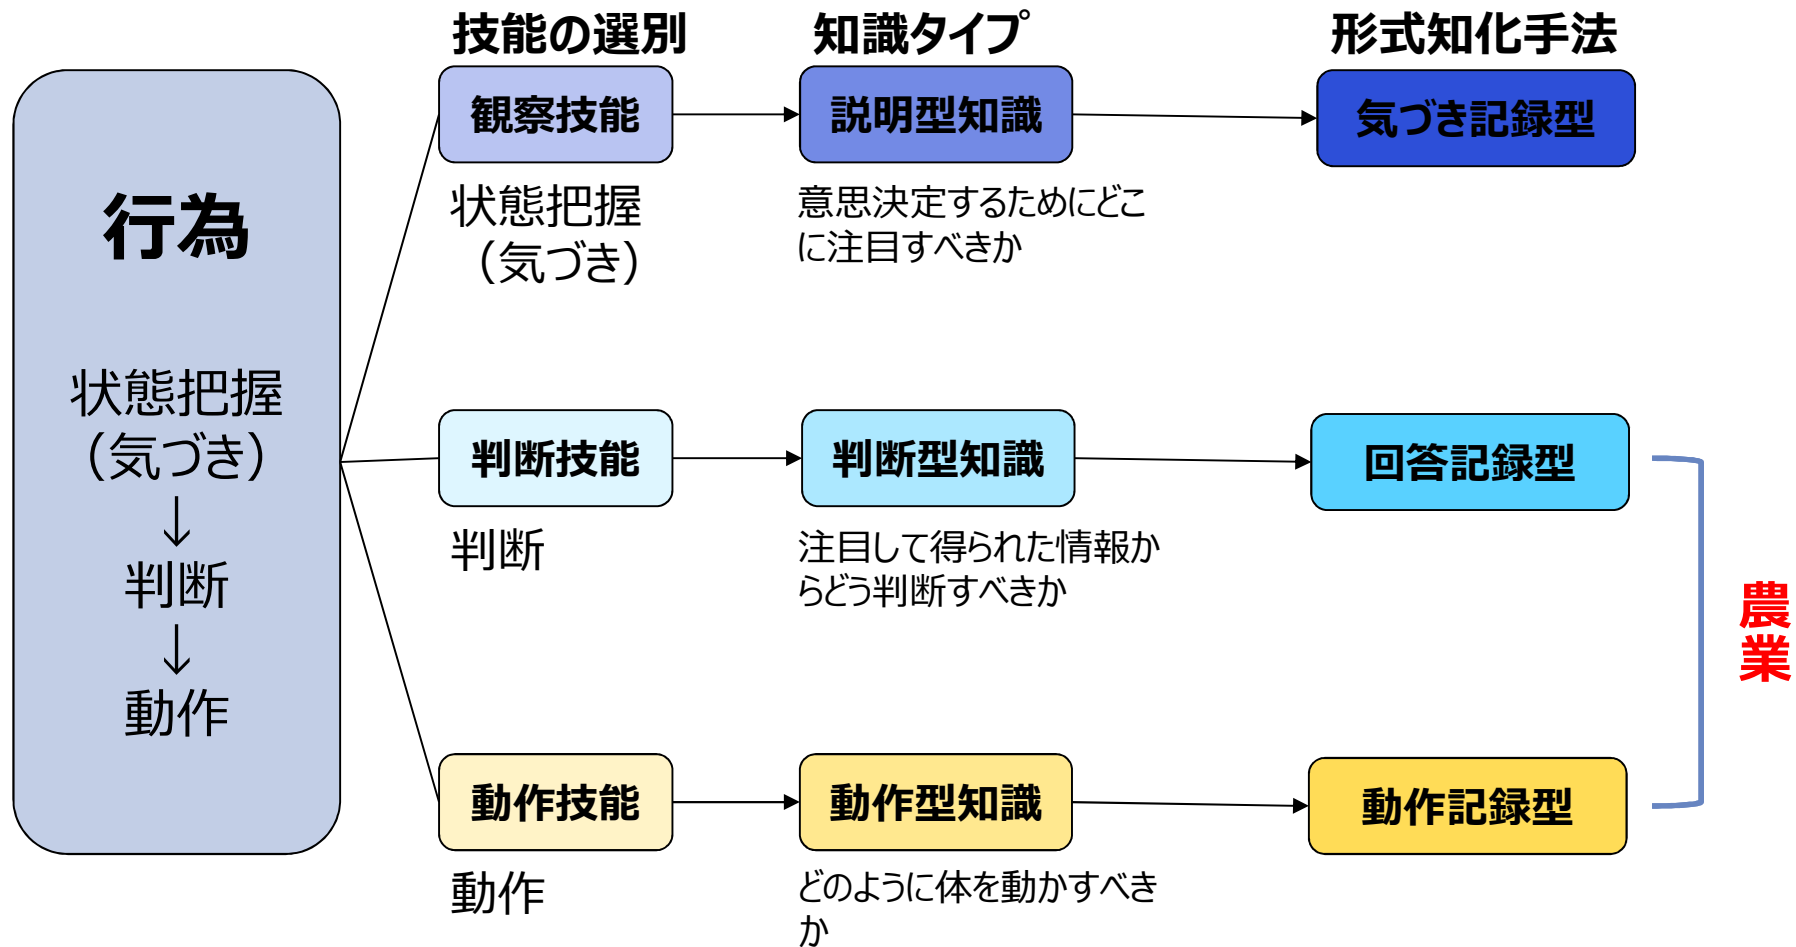 技能の選別
知識タイプ
形式知化手法
行為
状態把握
（気づき）
↓
判断
↓
動作
観察技能
説明型知識
気づき記録型
状態把握
（気づき）
意思決定するためにどこ
に注目すべきか
判断技能
判断型知識
回答記録型
判断
注目して得られた情報か
らどう判断すべきか
農
業
動作技能
動作型知識
動作記録型
動作
どのように体を動かすべき
か